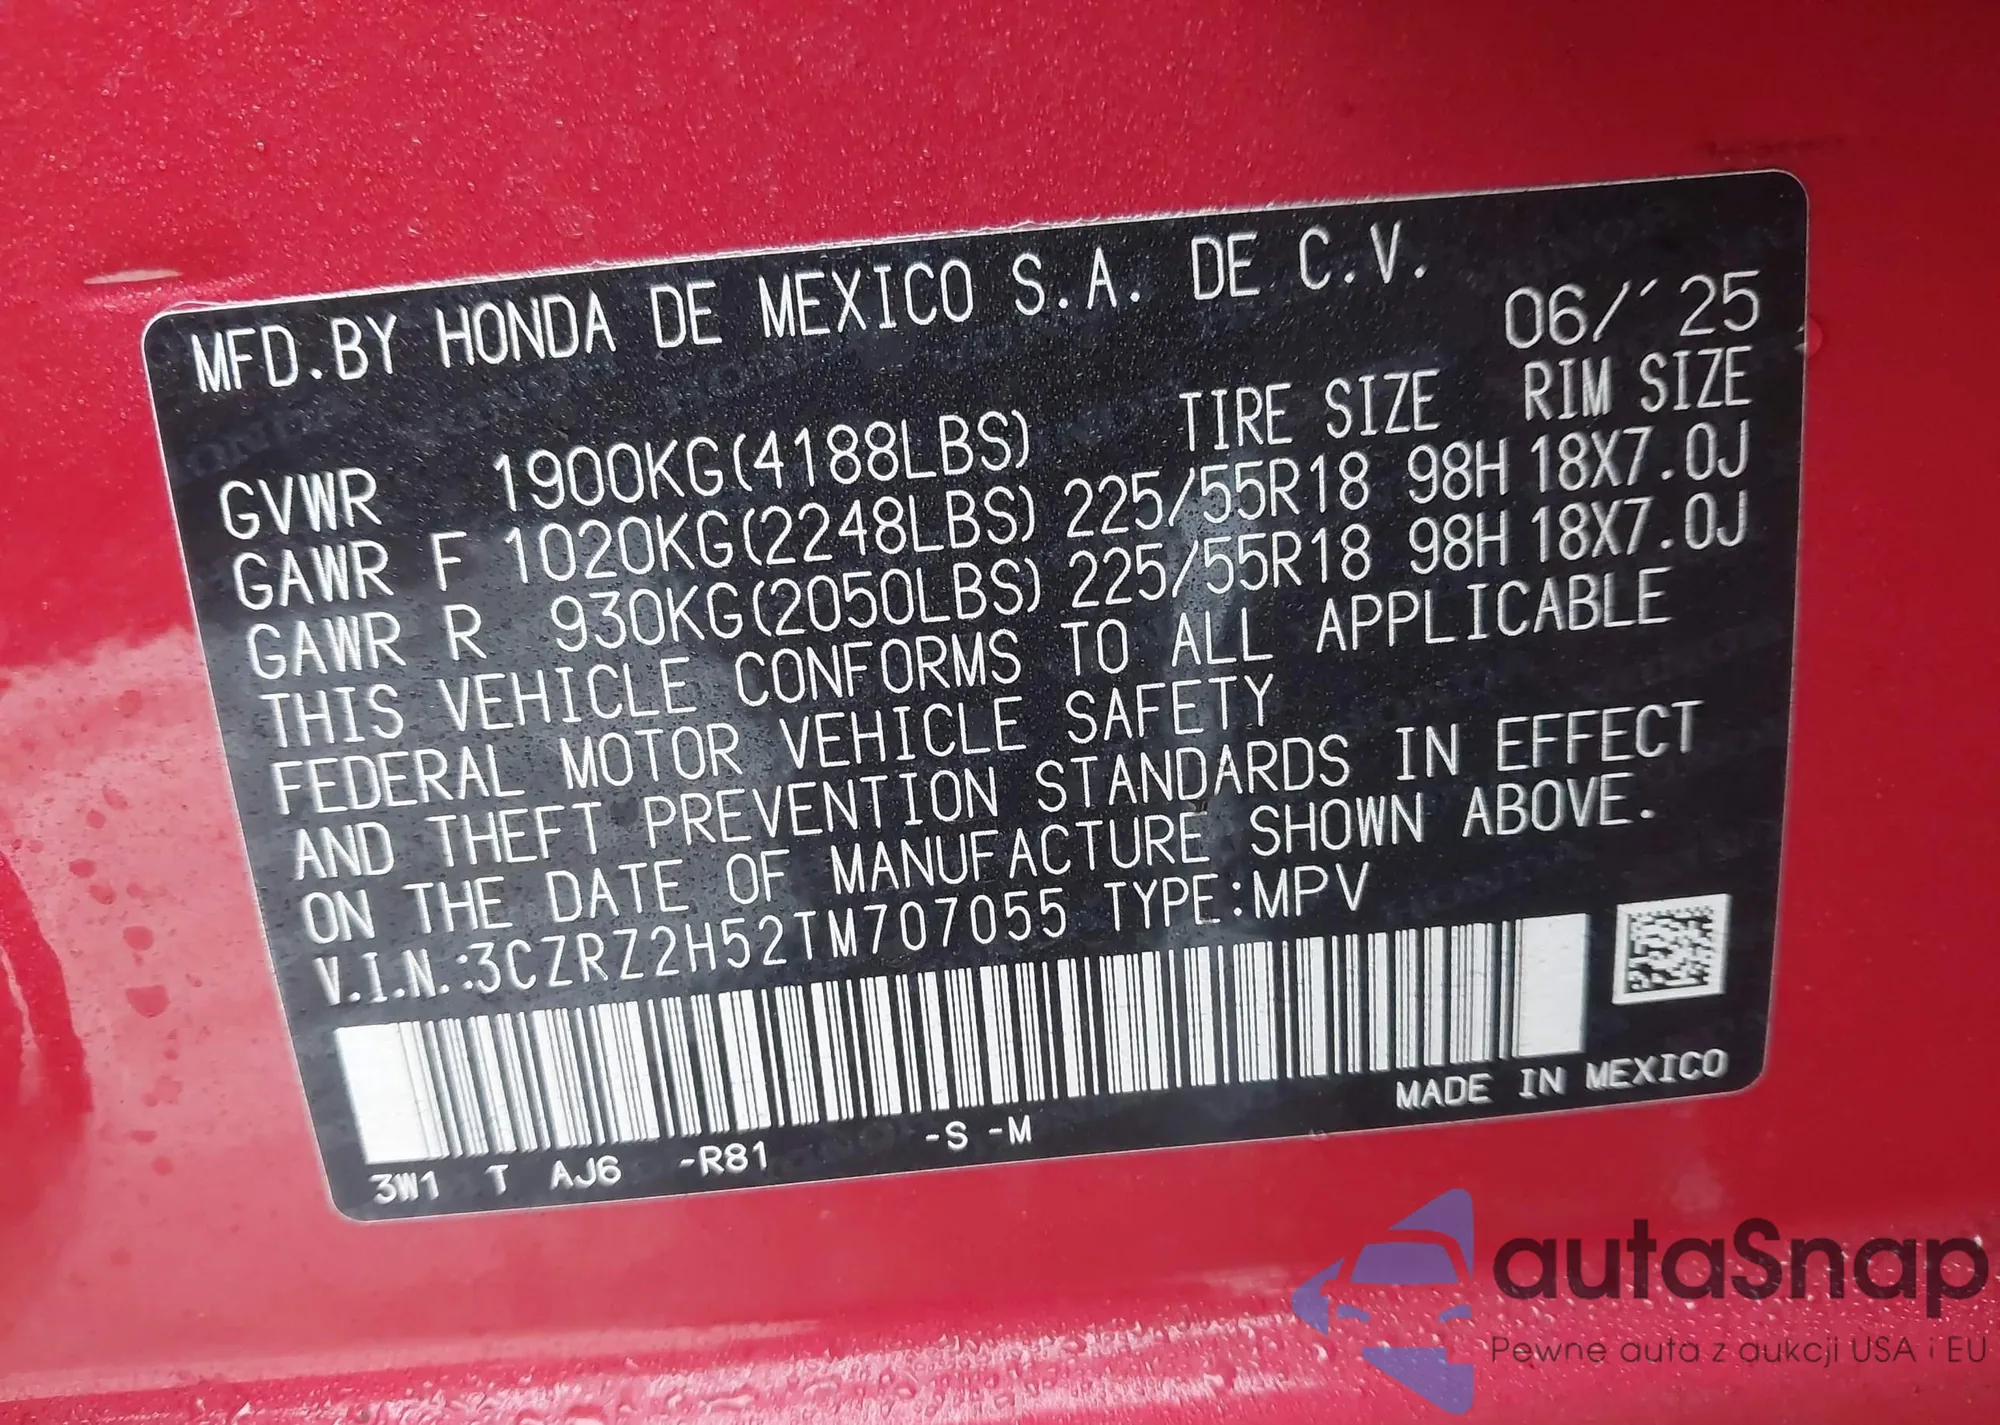 MFD.BY HONDA DE MEXICO S.A. DE C.V.
06/´25
TIRE SIZE RIM SIZE
GVWR 1900KG(4188LBS)
GAWR F 1020KG(2248LBS) 225/55R18 98H 18X7.0J
GAWR R 930KG(2050LBS) 225/55R18 98H 18X7.0J
THIS VEHICLE CONFORMS TO ALL APPLICABLE
FEDERAL MOTOR VEHICLE SAFETY
AND THEFT PREVENTION STANDARDS IN EFFECT
ON THE DATE OF MANUFACTURE SHOWN ABOVE.
V.I.N.:3CZRZ2H52TM707055 TYPE:MPV
MADE IN MEXICO
3W1 T AJ6 -R81 -S -M
autaSnap
Pewne auta z aukcji USA i EU